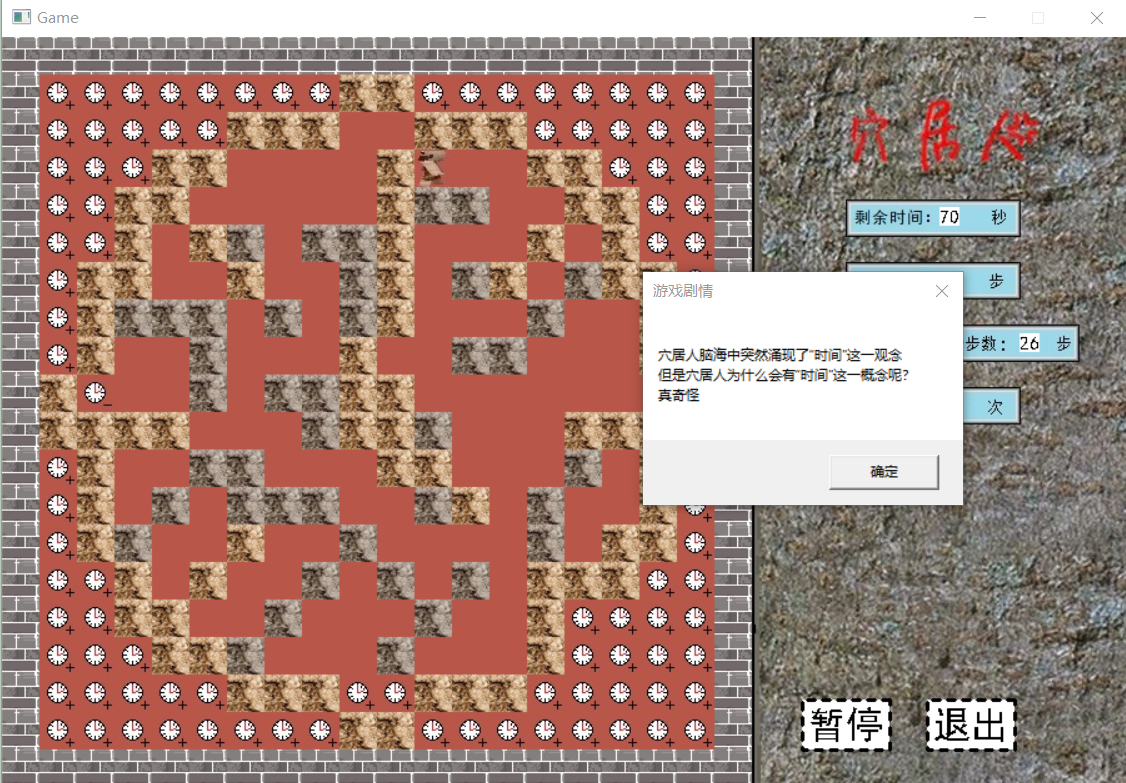 Game
穴居人
剩余时间：70 秒
步
游戏剧情
穴居人脑海中突然涌现了"时间"这一观念
但是穴居人为什么会有"时间"这一概念呢?
真奇怪
确定
步数：26 步
次
暂停 退出